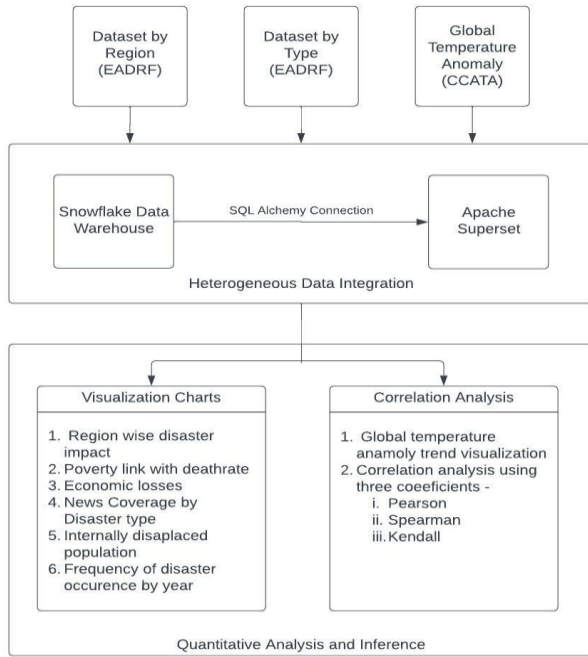 Dataset by
Region
(EADRF)
Dataset by
Type
(EADRF)
Global
Temperature
Anomaly
(CCATA)
Snowflake Data
Warehouse
SQL Alchemy Connection
Apache
Superset
Heterogeneous Data Integration
Visualization Charts
1. Region wise disaster
impact
2. Poverty link with deathrate
3. Economic losses
4. News Coverage by
Disaster type
5. Internally disaplaced
population
6. Frequency of disaster
occurence by year
Correlation Analysis
1. Global temperature
anamoly trend visualization
2. Correlation analysis using
three coeeficients -
i. Pearson
ii. Spearman
iii. Kendall
Quantitative Analysis and Inference